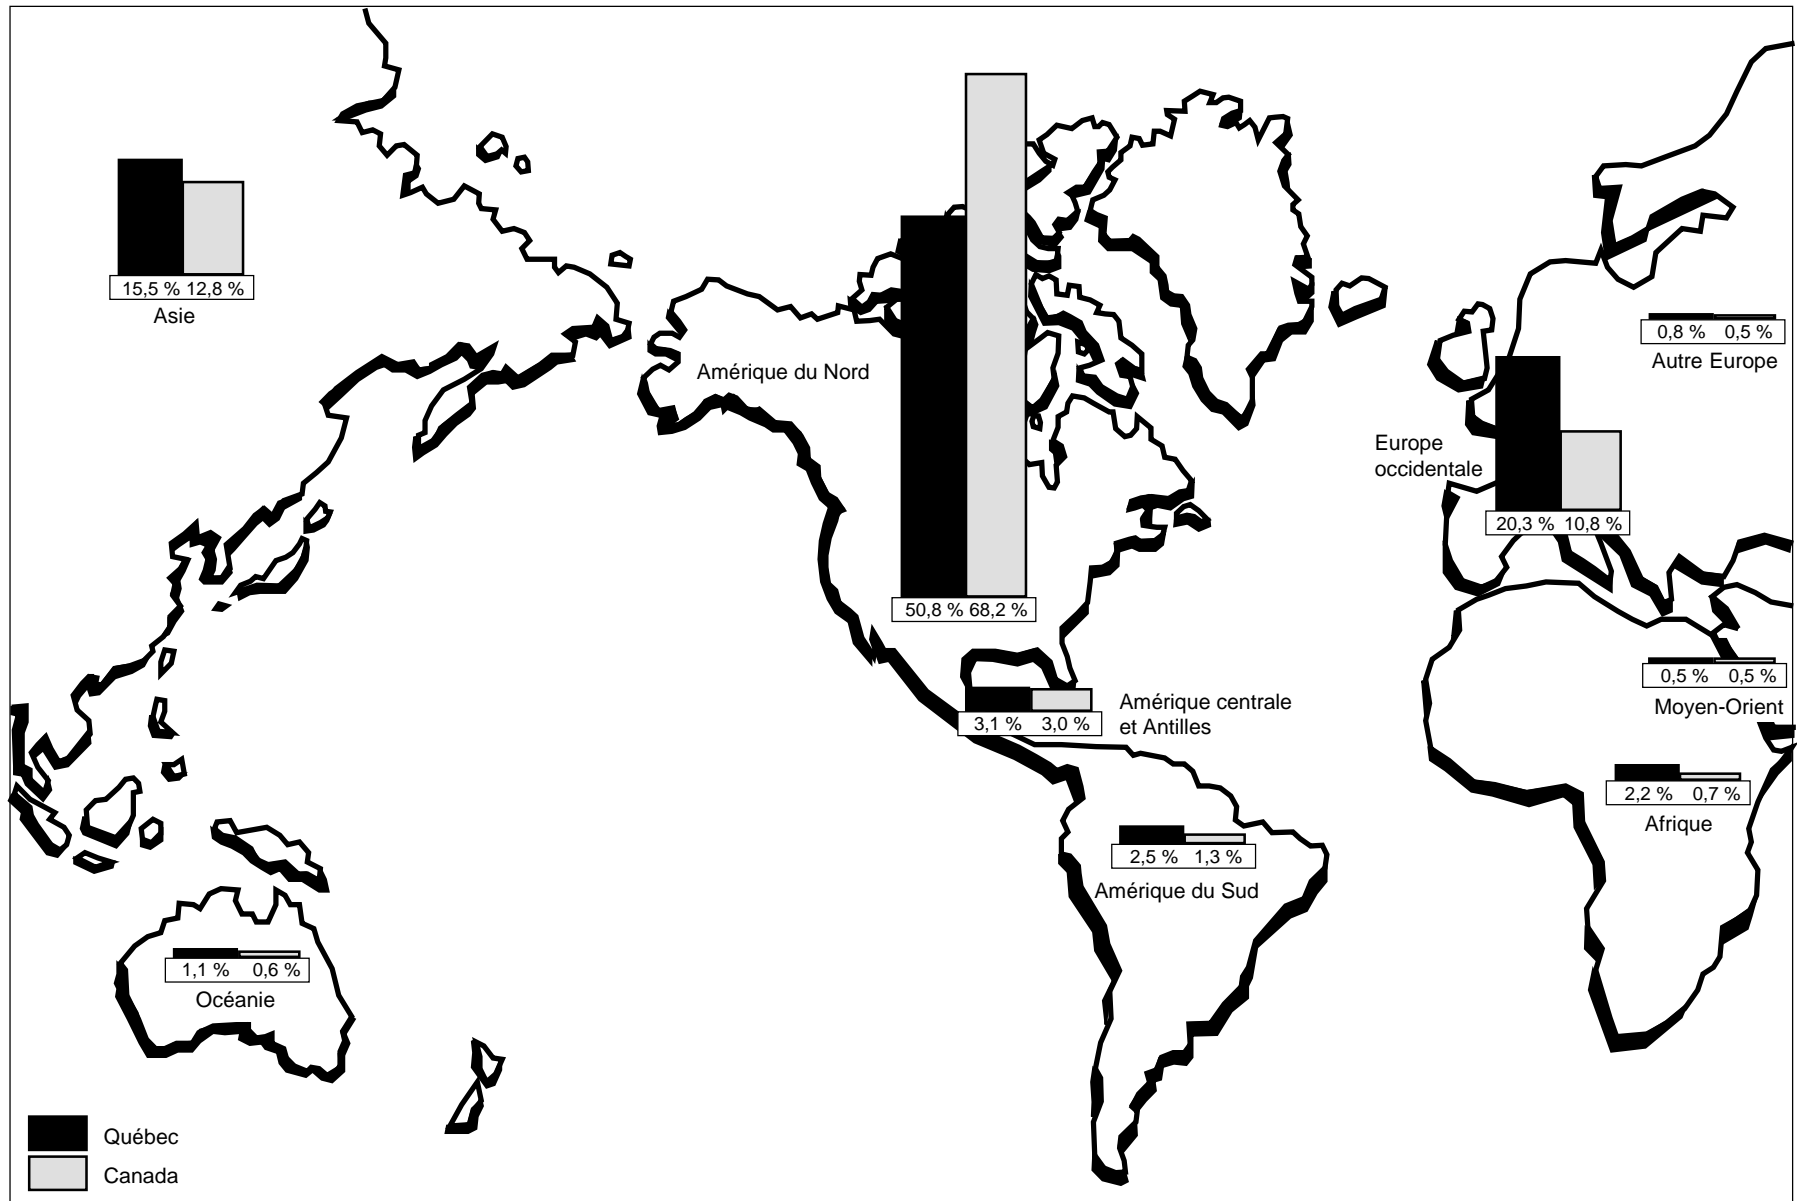 15,5 % 12,8 %
Asie
Amérique du Nord
50,8 % 68,2 %
0,8 % 0,5 %
Autre Europe
Europe
occidentale
20,3 % 10,8 %
3,1 % 3,0 %
Amérique centrale
et Antilles
0,5 % 0,5 %
Moyen-Orient
2,2 % 0,7 %
Afrique
2,5 % 1,3 %
Amérique du Sud
1,1 % 0,6 %
Océanie
Québec
Canada